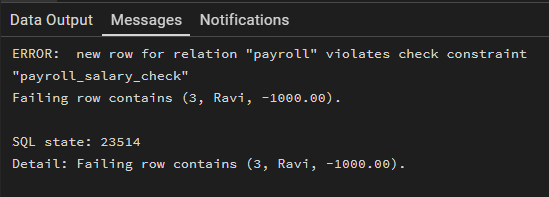 Data Output Messages Notifications
ERROR:  new row for relation "payroll" violates check constraint
"payroll_salary_check"
Failing row contains (3, Ravi, -1000.00).
SQL state: 23514
Detail: Failing row contains (3, Ravi, -1000.00).